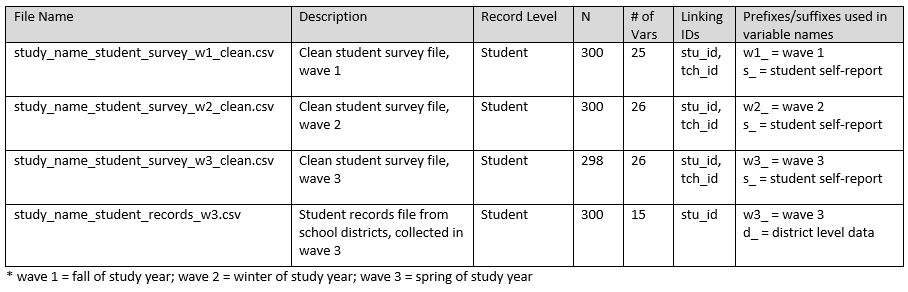 File Name Description Record Level N # of Vars Linking IDs Prefixes/suffixes used in variable names
study_name_student_survey_w1_clean.csv Clean student survey file, wave 1 Student 300 25 stu_id, tch_id w1_ = wave 1 s_ = student self-report
study_name_student_survey_w2_clean.csv Clean student survey file, wave 2 Student 300 26 stu_id, tch_id w2_ = wave 2 s_ = student self-report
study_name_student_survey_w3_clean.csv Clean student survey file, wave 3 Student 298 26 stu_id, tch_id w3_ = wave 3 s_ = student self-report
study_name_student_records_w3.csv Student records file from school districts, collected in wave 3 Student 300 15 stu_id w3_ = wave 3 d_ = district level data
* wave 1 = fall of study year; wave 2 = winter of study year; wave 3 = spring of study year